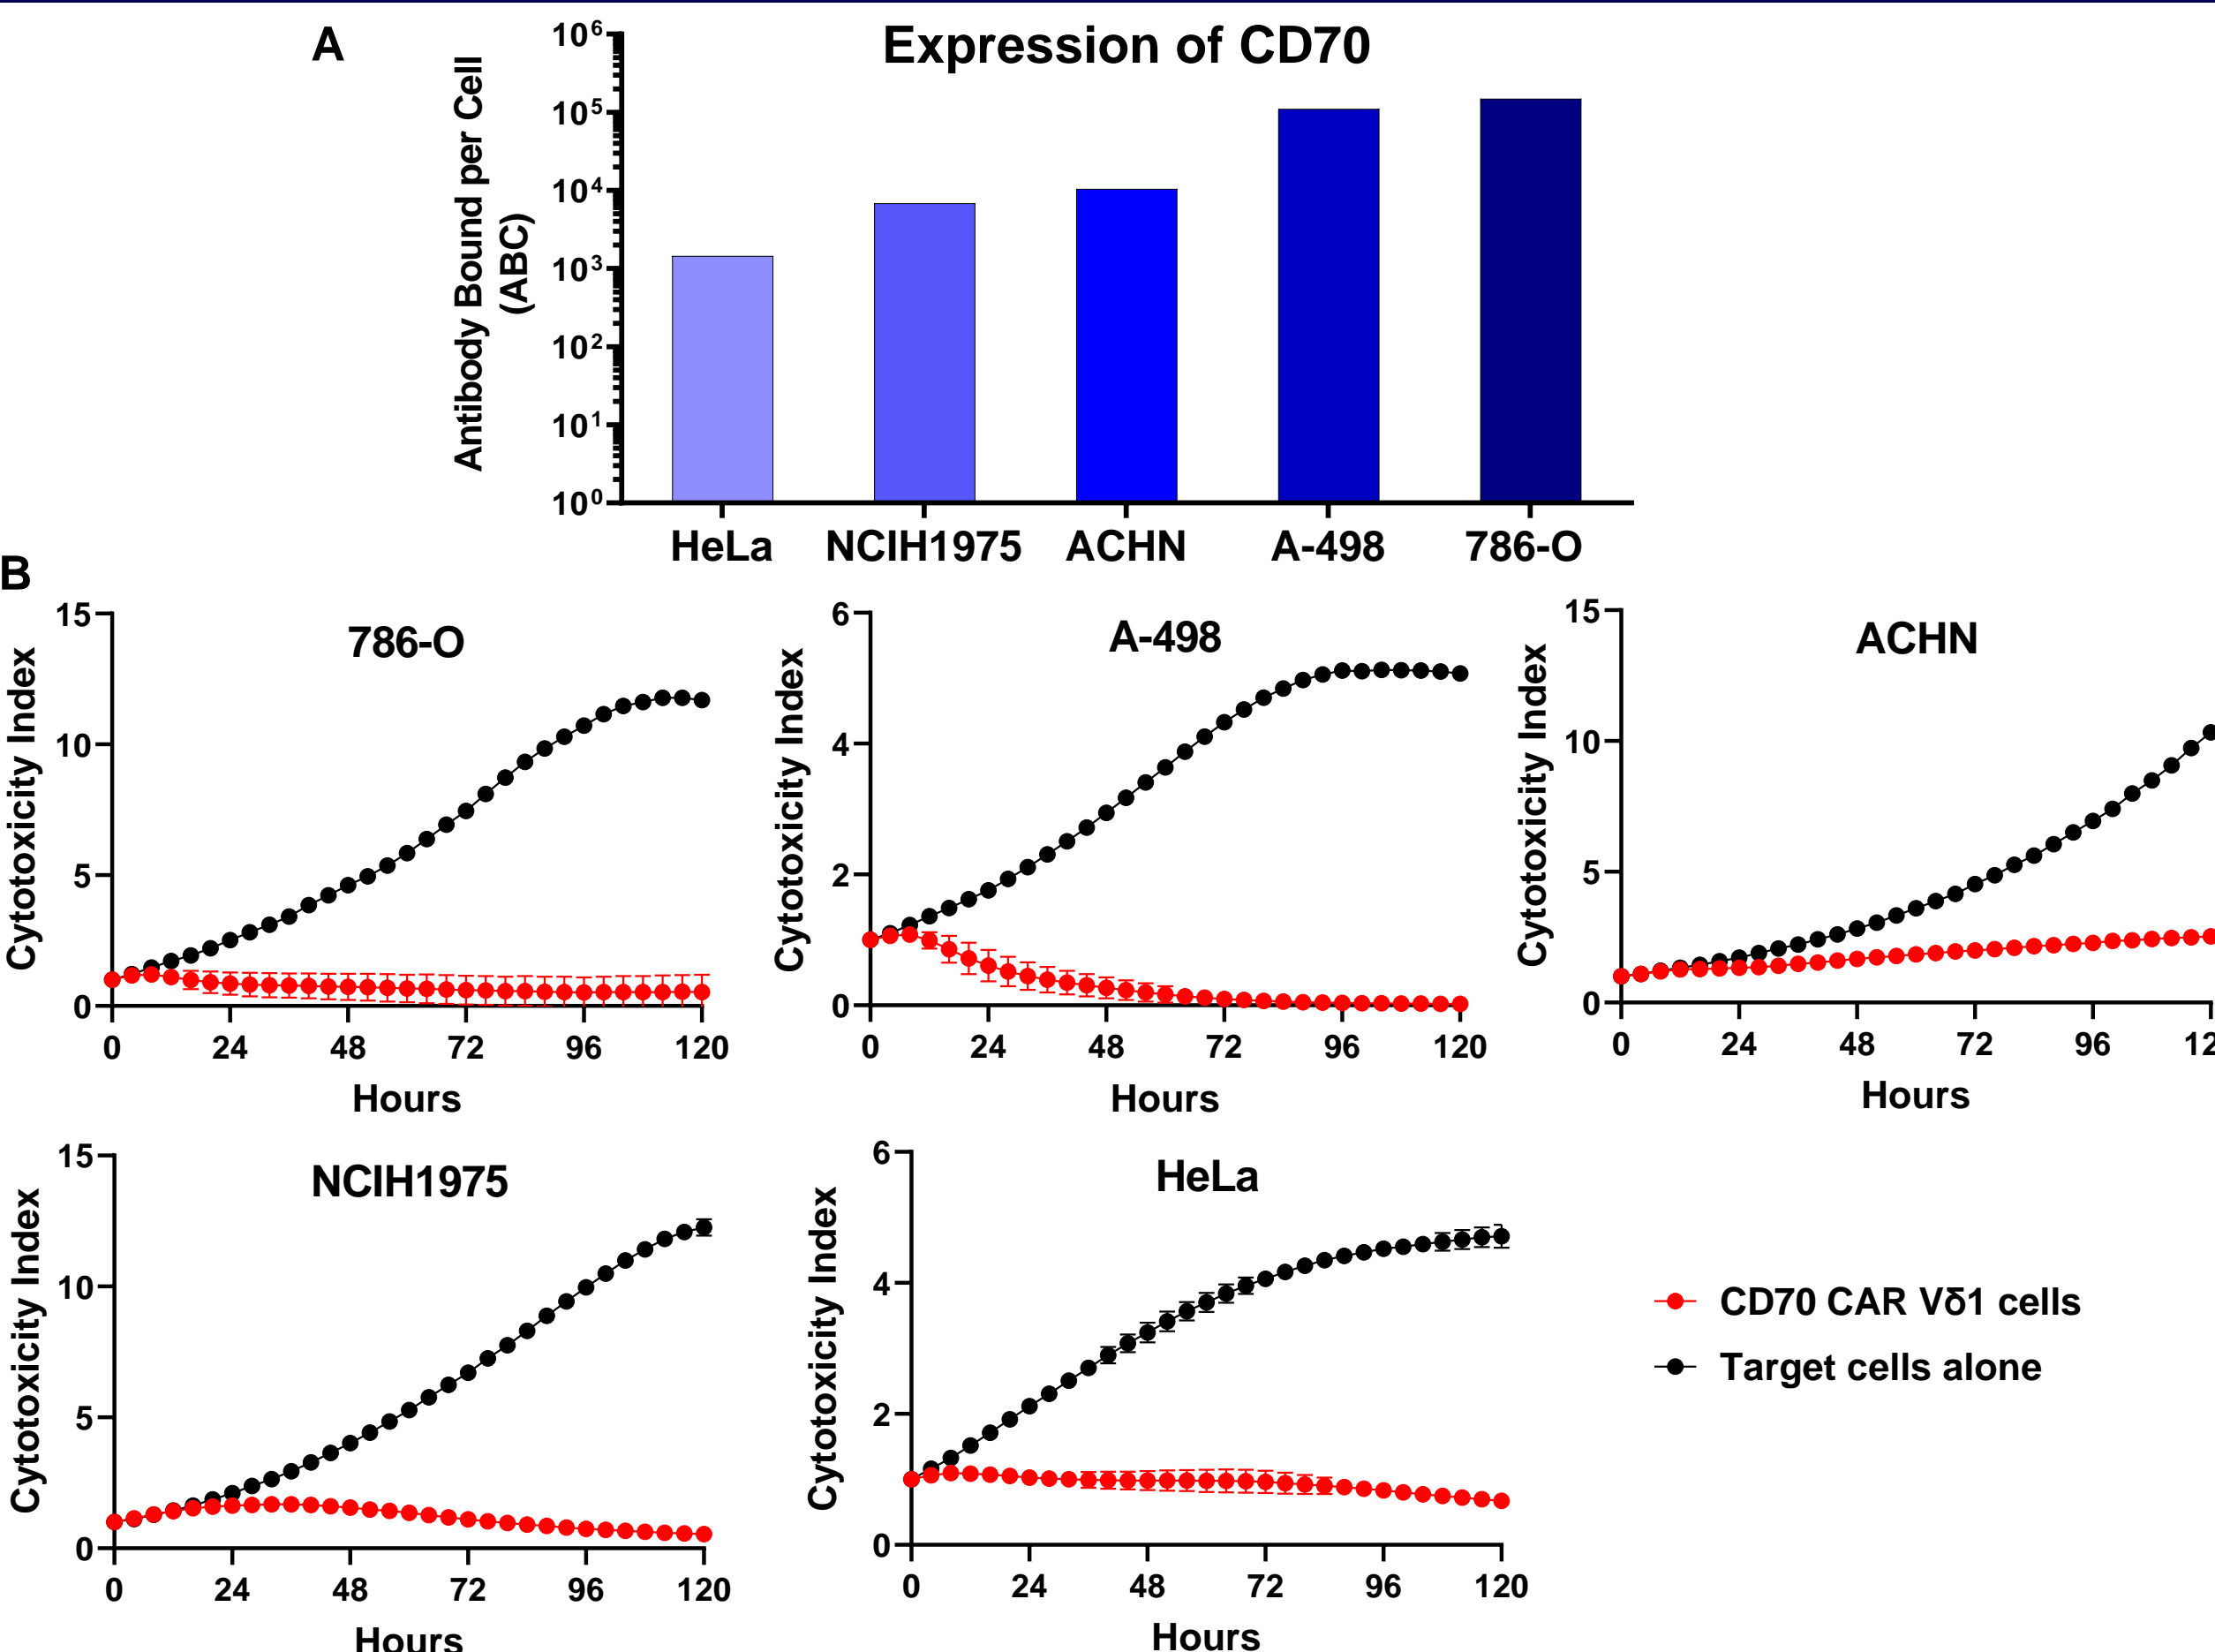 A
Expression of CD70
Antibody Bound per Cell
(ABC)
10⁶
10⁵
10⁴
10³
10²
10¹
10⁰
HeLa NCIH1975 ACHN A-498 786-O
B
786-O
Cytotoxicity Index
15
10
5
0
0 24 48 72 96 120
Hours
A-498
Cytotoxicity Index
6
4
2
0
0 24 48 72 96 120
Hours
ACHN
Cytotoxicity Index
15
10
5
0
0 24 48 72 96 12
Hours
NCIH1975
Cytotoxicity Index
15
10
5
0
0 24 48 72 96 120
Hours
HeLa
Cytotoxicity Index
6
4
2
0
0 24 48 72 96 120
Hours
CD70 CAR Vδ1 cells
Target cells alone